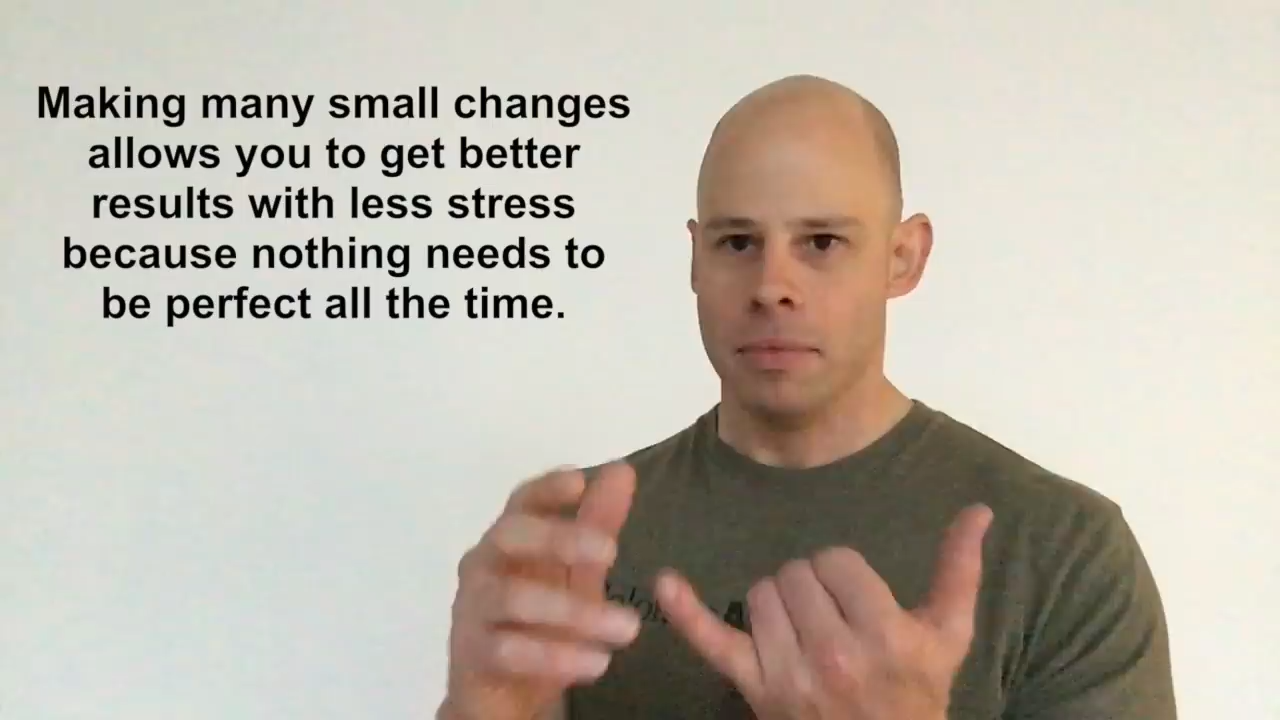 Making many small changes
allows you to get better
results with less stress
because nothing needs to
be perfect all the time.